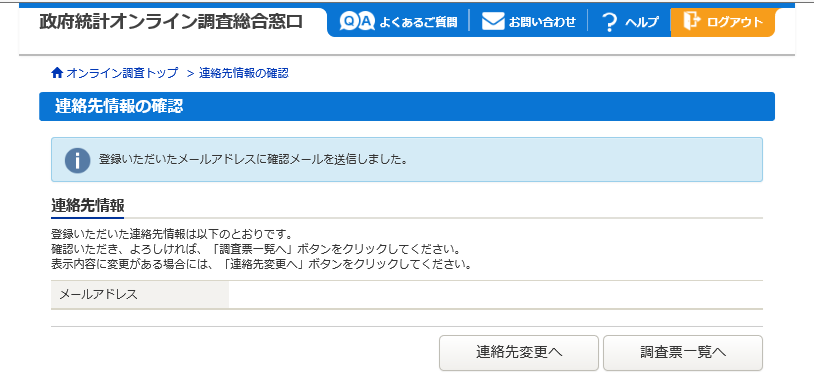 政府統計オンライン調査総合窓口
QA よくあるご質問 お問い合わせ ? ヘルプ ログアウト
オンライン調査トップ > 連絡先情報の確認
連絡先情報の確認
i 登録いただいたメールアドレスに確認メールを送信しました。
連絡先情報
登録いただいた連絡先情報は以下のとおりです。
確認いただき、よろしければ、「調査票一覧へ」ボタンをクリックしてください。
表示内容に変更がある場合には、「連絡先変更へ」ボタンをクリックしてください。
メールアドレス
連絡先変更へ 調査票一覧へ